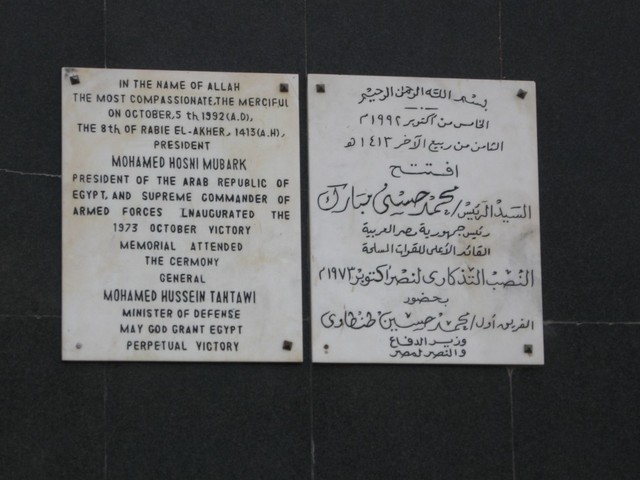 IN THE NAME OF ALLAH
THE MOST COMPASSIONATE, THE MERCIFUL
ON OCTOBER, 5 th 1992 (A.D),
THE 8th OF RABIE EL-AKHER, 1413 (A.H),
PRESIDENT
MOHAMED HOSNI MUBARK
PRESIDENT OF THE ARAB REPUBLIC OF
EGYPT, AND SUPREME COMMANDER OF
ARMED FORCES INAUGURATED THE
1973 OCTOBER VICTORY
MEMORIAL ATTENDED
THE CERMONY
GENERAL
MOHAMED HUSSEIN TANTAWI
MINISTER OF DEFENSE
MAY GOD GRANT EGYPT
PERPETUAL VICTORY
بسم الله الرحمن الرحيم
الخامس من أكتوبر ١٩٩٢م
الثامن من ربيع الآخر ١٤١٣هـ
افتتح
السيد الرئيس/ محمد حسني مبارك
رئيس جمهورية مصر العربية
القائد الأعلى للقوات المسلحة
النصب التذكارى لنصر أكتوبر ١٩٧٣م
بحضور
الفريق أول/ محمد حسين طنطاوى
وزير الدفاع
والنصر لمصر